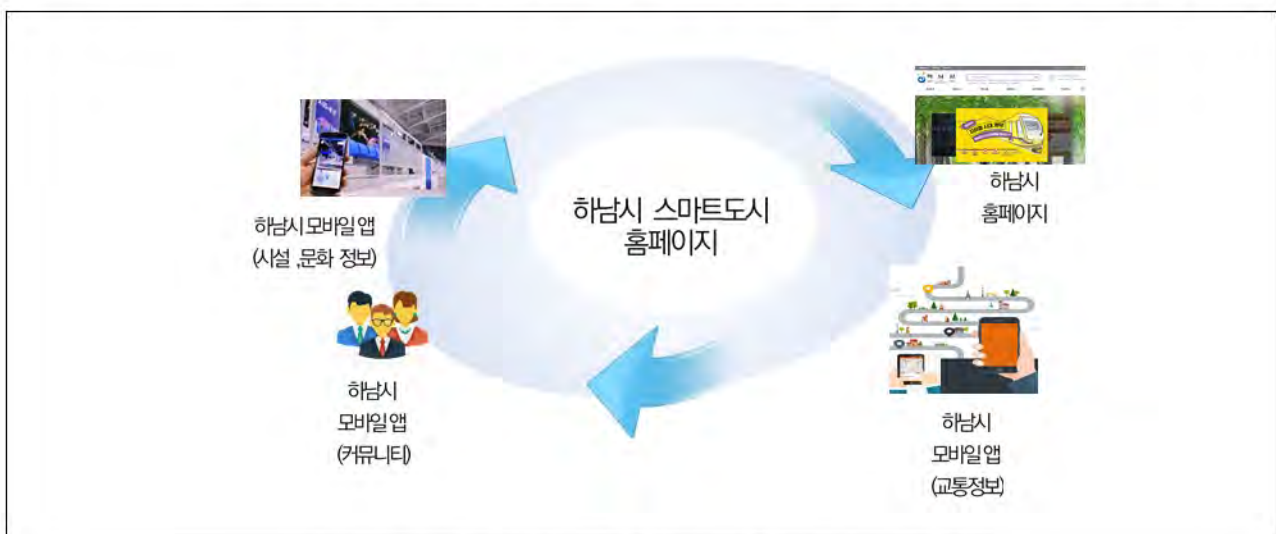 하남시 모바일 앱
(시설 ,문화 정보)
하남시 스마트도시
홈페이지
하남시
홈페이지
하남시
모바일 앱
(커뮤니티)
하남시
모바일 앱
(교통정보)